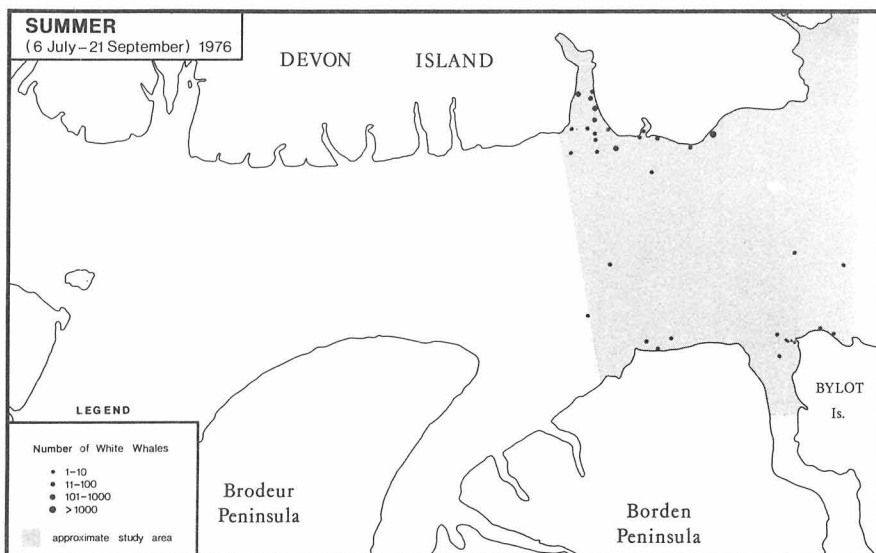 SUMMER
(6 July–21 September) 1976
DEVON ISLAND
BYLOT
Is.
LEGEND
Number of White Whales
1–10
11–100
101–1000
>1000
approximate study area
Brodeur
Peninsula
Borden
Peninsula